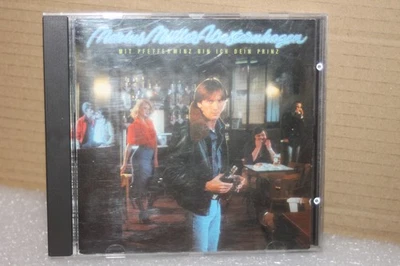 Marius Müller-Westernhagen
MIT PFEFFERMINZ BIN ICH DEIN PRINZ